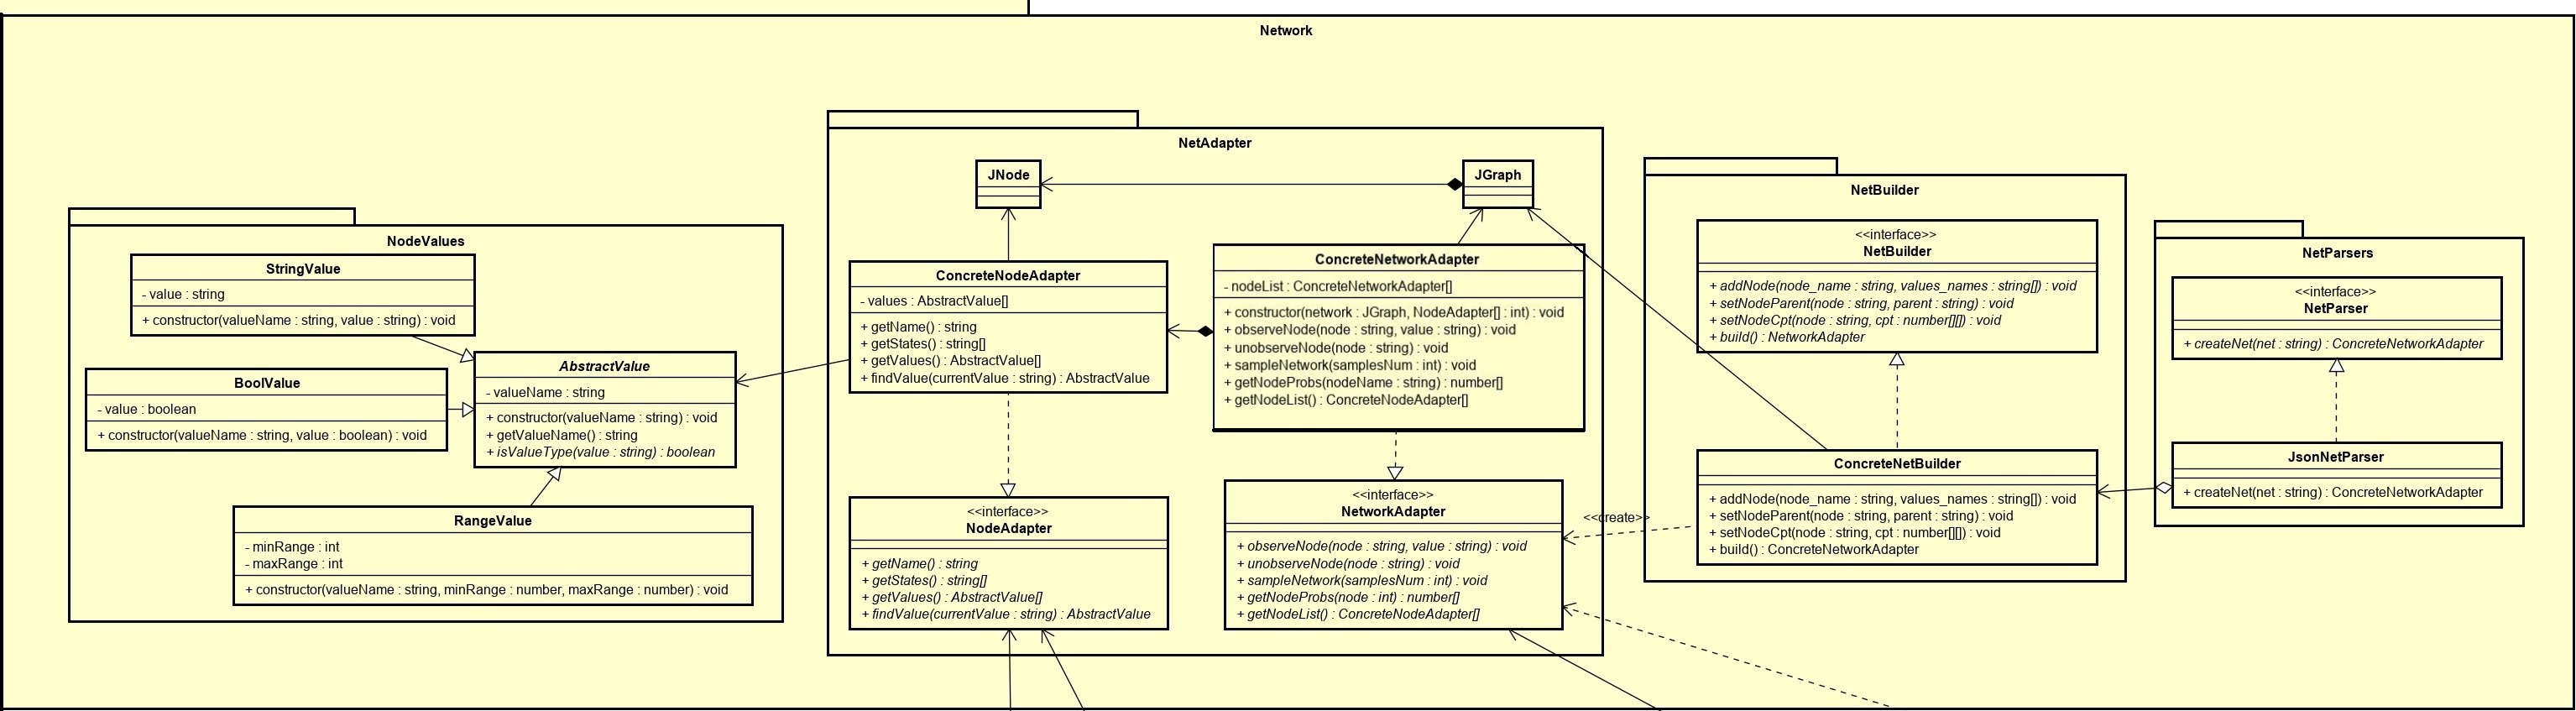 Network
NodeValues
StringValue
- value : string
+ constructor(valueName : string, value : string) : void
BoolValue
- value : boolean
+ constructor(valueName : string, value : boolean) : void
AbstractValue
- valueName : string
+ constructor(valueName : string) : void
+ getValueName() : string
+ isValueType(value : string) : boolean
RangeValue
- minRange : int
- maxRange : int
+ constructor(valueName : string, minRange : number, maxRange : number) : void
NetAdapter
JNode
JGraph
ConcreteNodeAdapter
- values : AbstractValue[]
+ getName() : string
+ getStates() : string[]
+ getValues() : AbstractValue[]
+ findValue(currentValue : string) : AbstractValue
ConcreteNetworkAdapter
- nodeList : ConcreteNetworkAdapter[]
+ constructor(network : JGraph, NodeAdapter[] : int) : void
+ observeNode(node : string, value : string) : void
+ unobserveNode(node : string) : void
+ sampleNetwork(samplesNum : int) : void
+ getNodeProbs(nodeName : string) : number[]
+ getNodeList() : ConcreteNodeAdapter[]
<<interface>>
NodeAdapter
+ getName() : string
+ getStates() : string[]
+ getValues() : AbstractValue[]
+ findValue(currentValue : string) : AbstractValue
<<interface>>
NetworkAdapter
+ observeNode(node : string, value : string) : void
+ unobserveNode(node : string) : void
+ sampleNetwork(samplesNum : int) : void
+ getNodeProbs(node : int) : number[]
+ getNodeList() : ConcreteNodeAdapter[]
<<create>>
NetBuilder
<<interface>>
NetBuilder
+ addNode(node_name : string, values_names : string[]) : void
+ setNodeParent(node : string, parent : string) : void
+ setNodeCpt(node : string, cpt : number[][]) : void
+ build() : NetworkAdapter
ConcreteNetBuilder
+ addNode(node_name : string, values_names : string[]) : void
+ setNodeParent(node : string, parent : string) : void
+ setNodeCpt(node : string, cpt : number[][]) : void
+ build() : ConcreteNetworkAdapter
NetParsers
<<interface>>
NetParser
+ createNet(net : string) : ConcreteNetworkAdapter
JsonNetParser
+ createNet(net : string) : ConcreteNetworkAdapter